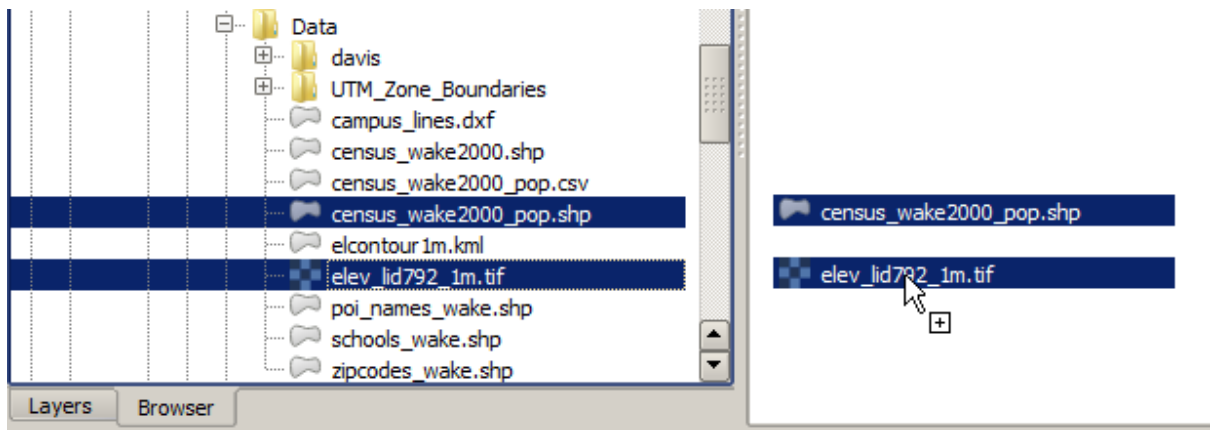 Data
davis
UTM_Zone_Boundaries
campus_lines.dxf
census_wake2000.shp
census_wake2000_pop.csv
census_wake2000_pop.shp
elcontour1m.kml
elev_lid792_1m.tif
poi_names_wake.shp
schools_wake.shp
zipcodes_wake.shp
Layers Browser
census_wake2000_pop.shp
elev_lid792_1m.tif